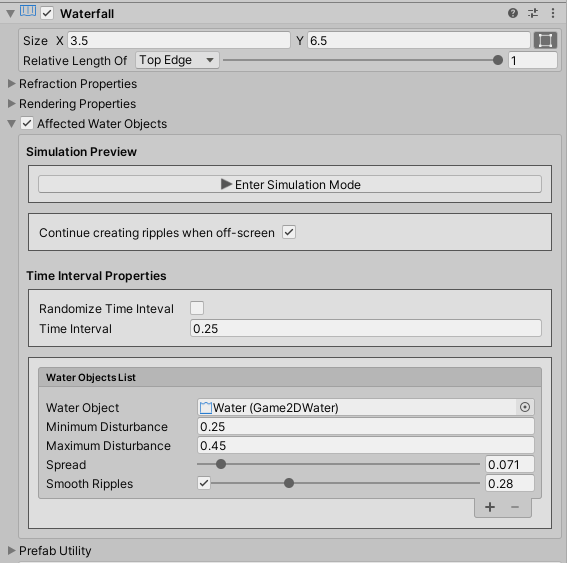 Waterfall
Size X 3.5 Y 6.5
Relative Length Of Top Edge 1
Refraction Properties
Rendering Properties
Affected Water Objects
Simulation Preview
Enter Simulation Mode
Continue creating ripples when off-screen
Time Interval Properties
Randomize Time Inteval
Time Interval 0.25
Water Objects List
Water Object Water (Game2DWater)
Minimum Disturbance 0.25
Maximum Disturbance 0.45
Spread 0.071
Smooth Ripples 0.28
Prefab Utility